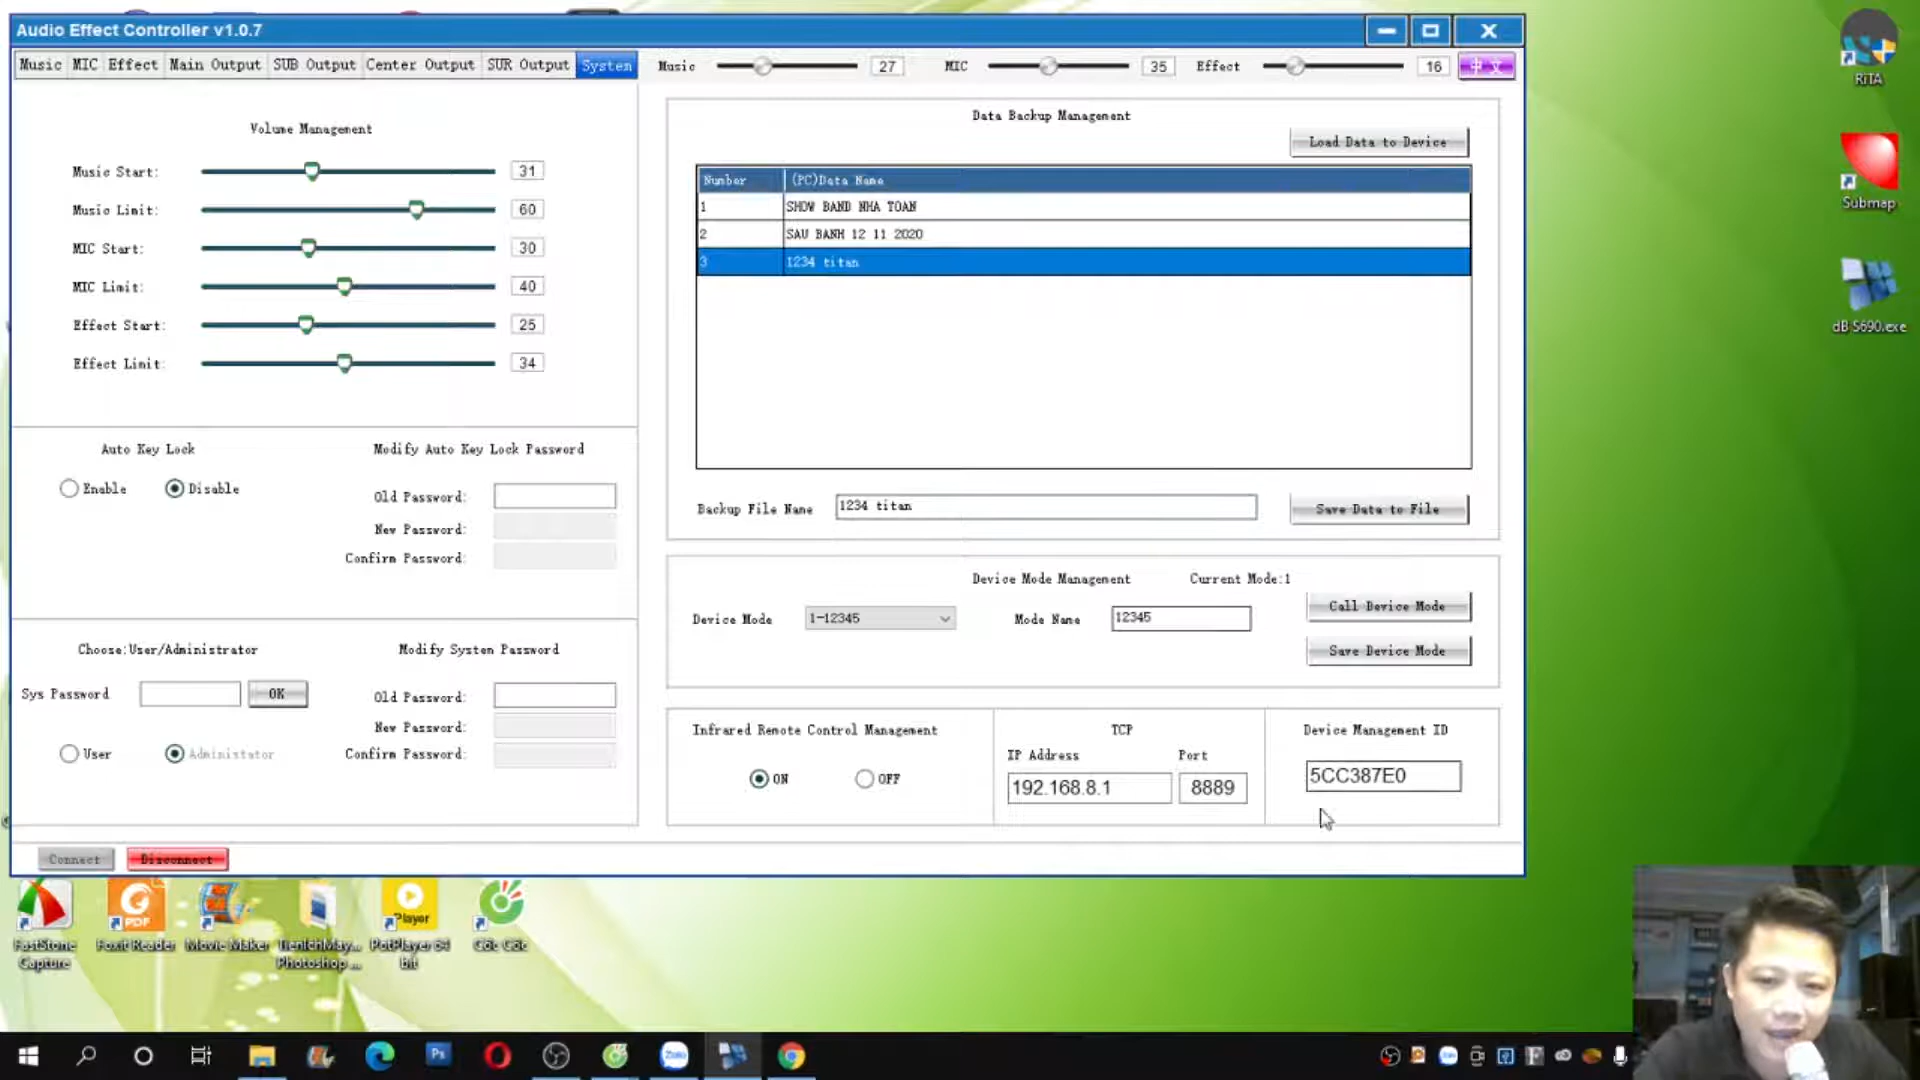 Audio Effect Controller v1.0.7
Music MIC Effect Main Output SUB Output Center Output SUR Output System Music 27 MIC 35 Effect 16 中文
Volume Management
Music Start: 31
Music Limit: 60
MIC Start: 30
MIC Limit: 40
Effect Start: 25
Effect Limit: 34
Auto Key Lock
Enable Disable
Modify Auto Key Lock Password
Old Password:
New Password:
Confirm Password:
Choose:User/Administrator
Sys Password OK
User Administator
Modify System Password
Old Password:
New Password:
Confirm Password:
Connect Disconnect
Data Backup Management
Load Data to Device
Number (PC)Data Name
1 SHOW BAND NHA TOAN
2 SAU BANH 12 11 2020
3 1234 titan
Backup File Name 1234 titan Save Data to File
Device Mode Management Current Mode:1
Device Mode 1-12345 Mode Name 12345 Call Device Mode
Save Device Mode
Infrared Remote Control Management
ON OFF
TCP
IP Address Port
192.168.8.1 8889
Device Management ID
5CC387E0
RiTA
Submap
dB S690.exe
FastStone Capture
Foxit Reader
Movie Maker
Photoshop ...
PotPlayer 64 bit
Cốc Cốc
PDF
Player
Ps
Zalo